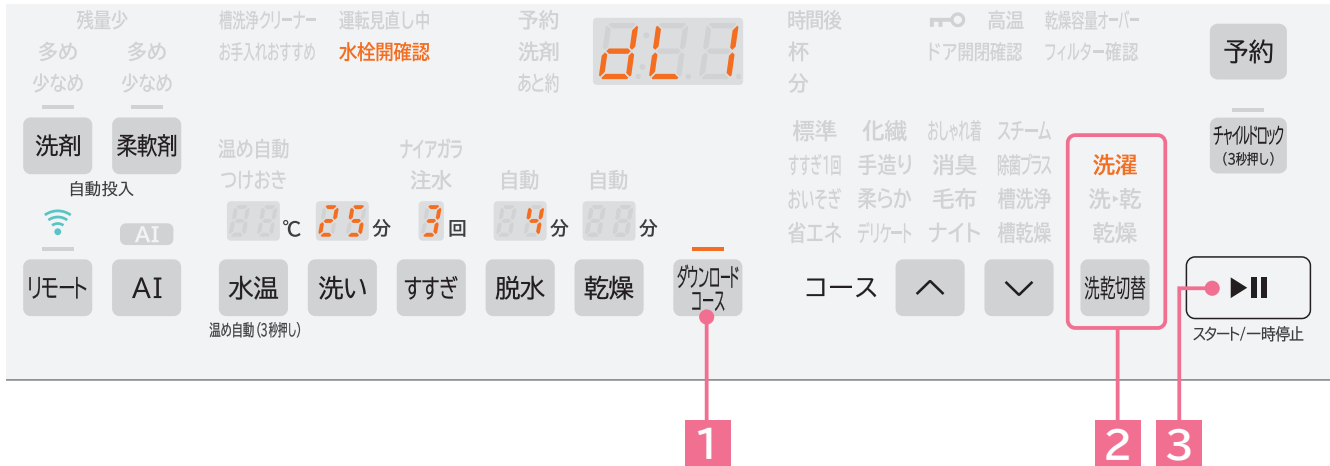 残量少
多め 多め
少なめ 少なめ
洗剤 柔軟剤
自動投入
リモート
AI
AI
槽洗浄クリーナー 運転見直し中
お手入れおすすめ 水栓開確認
予約
洗剤
あと約
dL 1
時間後
杯
分
高温 乾燥容量オーバー
ドア開閉確認 フィルター確認
予約
チャイルドロック
(3秒押し)
温め自動 ナイアガラ
つけおき 注水 自動 自動
℃ 25分 3回 4分 分
水温 洗い すすぎ 脱水 乾燥
温め自動(3秒押し)
ダウンロード
コース
標準 化繊 おしゃれ着 スチーム
すすぎ1回 手造り 消臭 除菌プラス
おいそぎ 柔らか 毛布 槽洗浄
省エネ デリケート ナイト 槽乾燥
コース
洗濯
洗・乾
乾燥
洗乾切替
スタート/一時停止
1 2 3